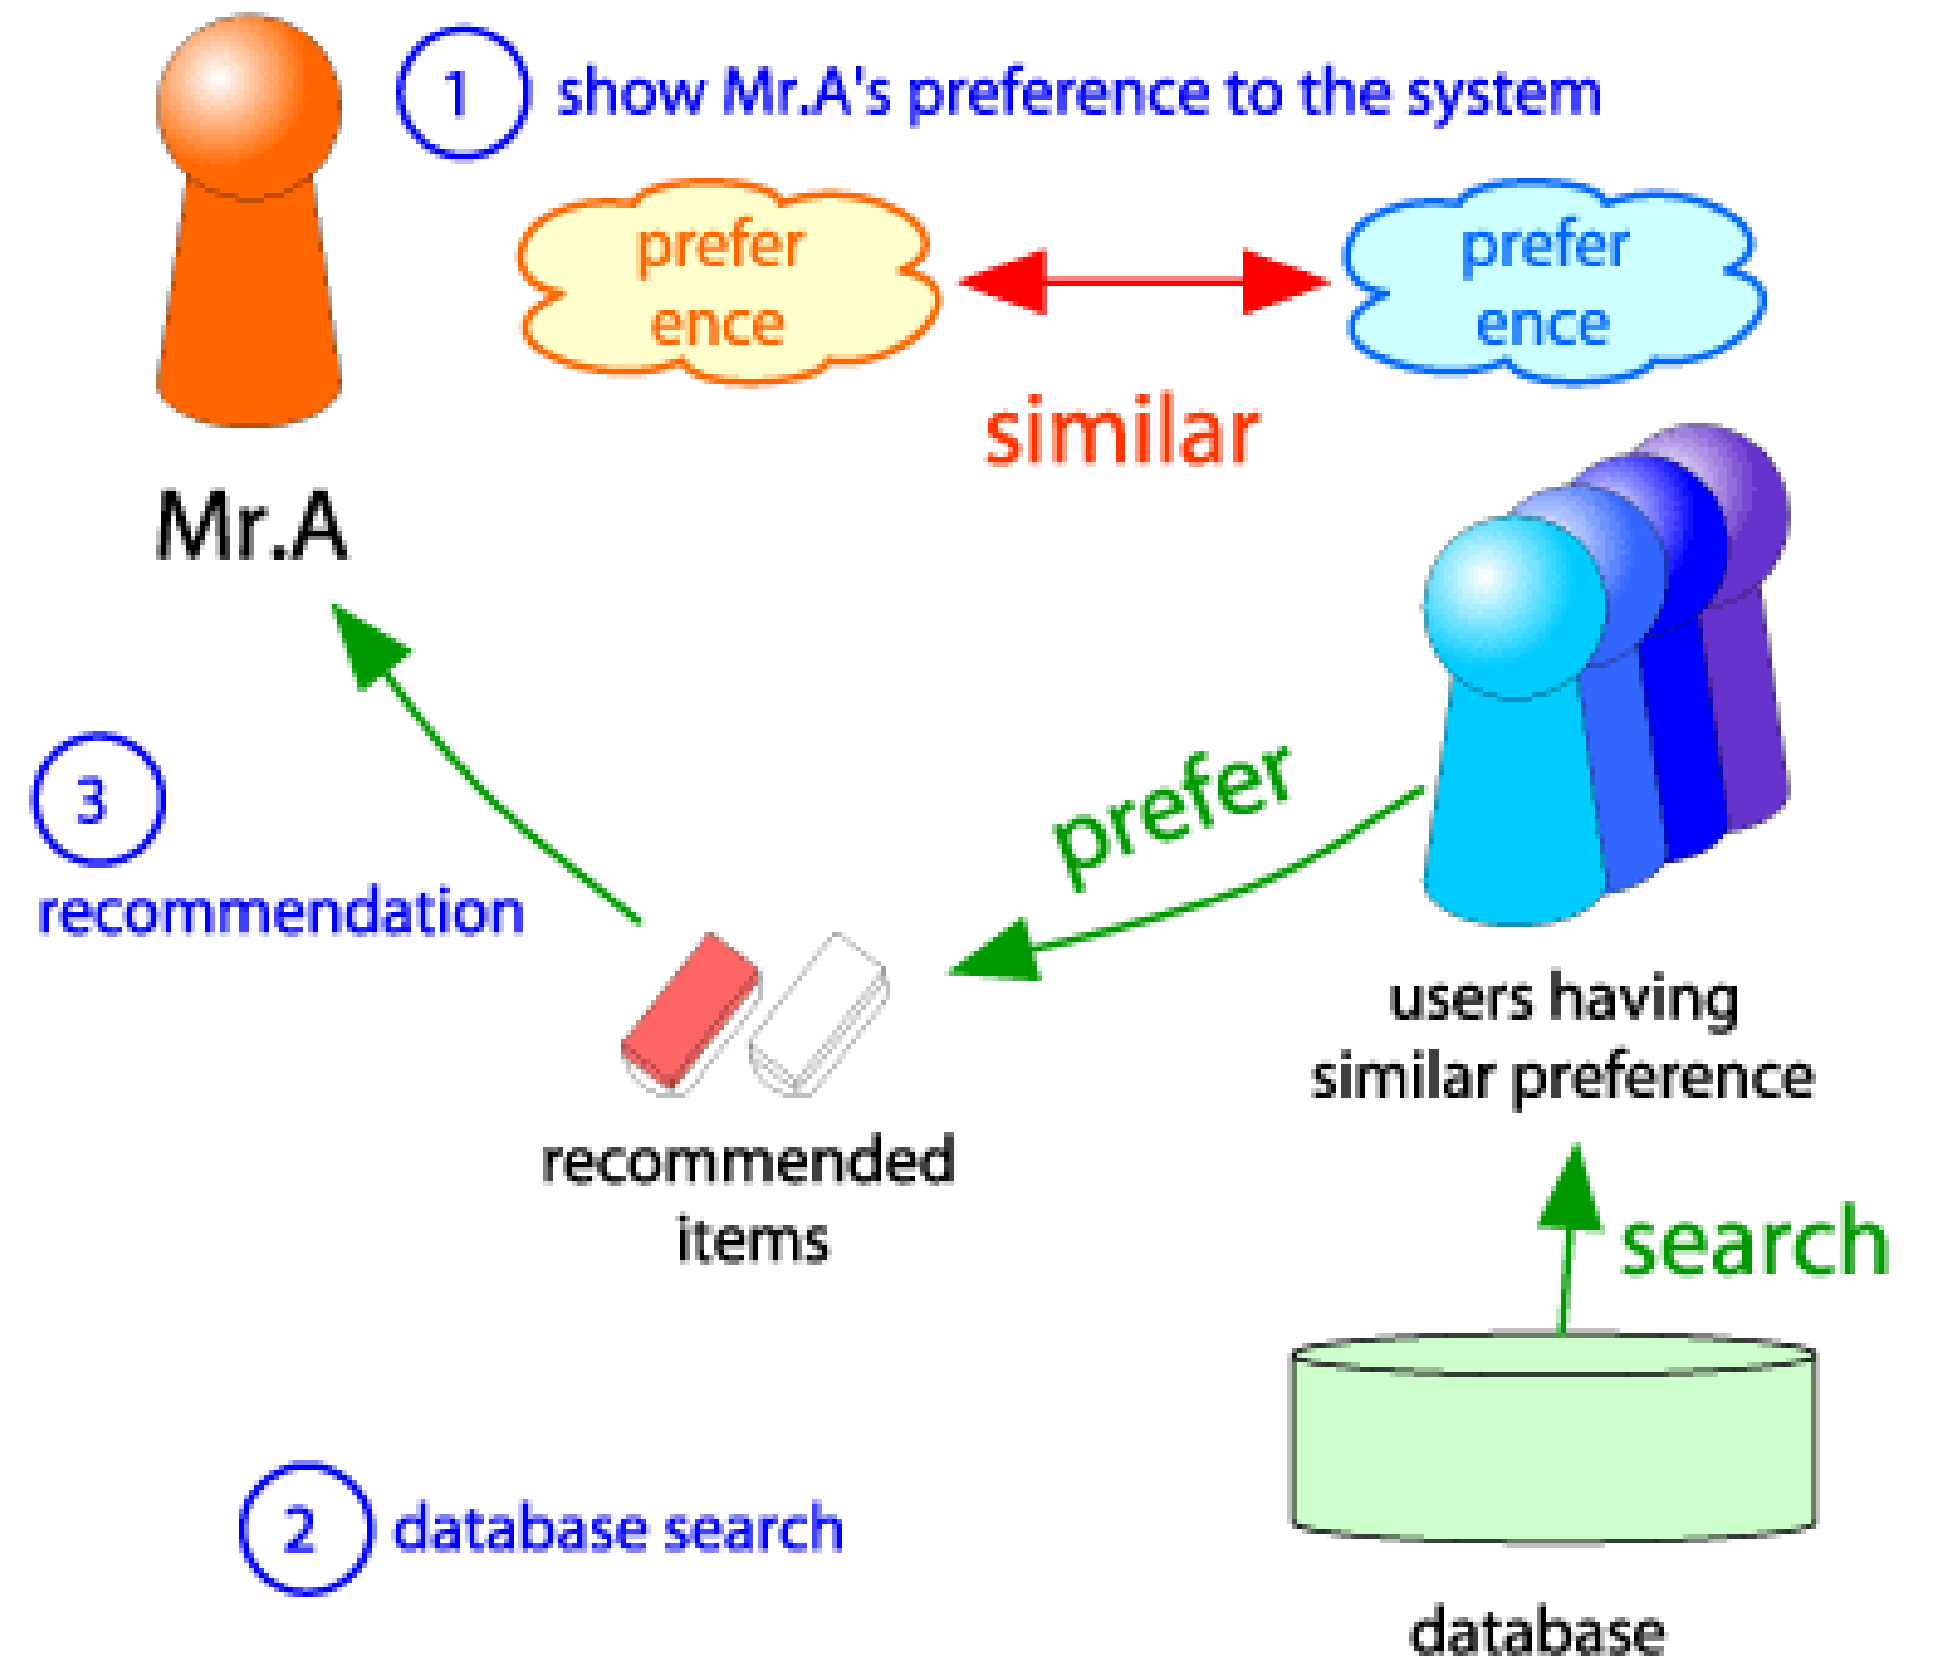 1 show Mr.A's preference to the system
prefer
ence
prefer
ence
similar
Mr.A
prefer
3
recommendation
users having
similar preference
recommended
items
search
2 database search
database